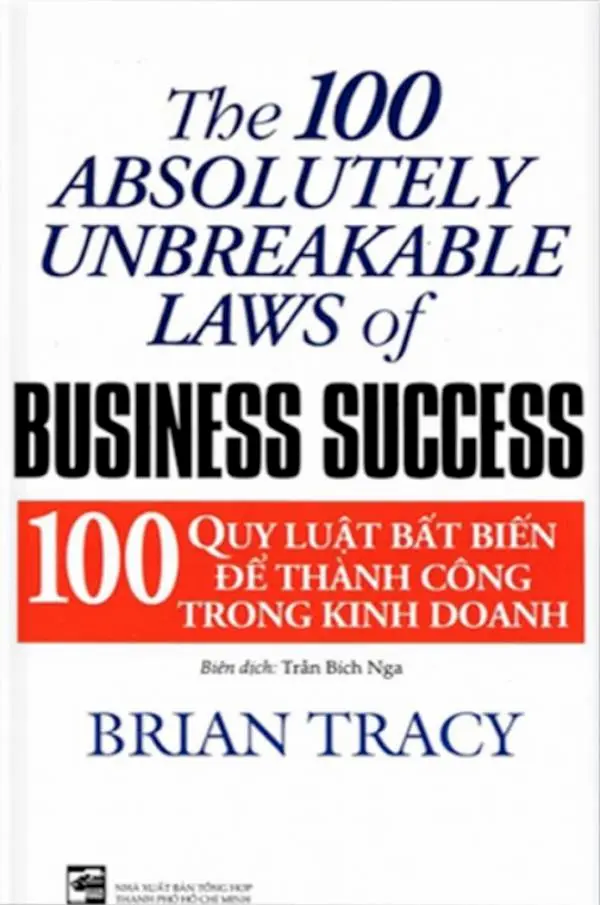 The 100
ABSOLUTELY
UNBREAKABLE
LAWS of
BUSINESS SUCCESS
100 QUY LUẬT BẤT BIẾN
ĐỂ THÀNH CÔNG
TRONG KINH DOANH
Biên dịch: Trần Bích Nga
BRIAN TRACY
NHÀ XUẤT BẢN TỔNG HỢP
THÀNH PHỐ HỒ CHÍ MINH